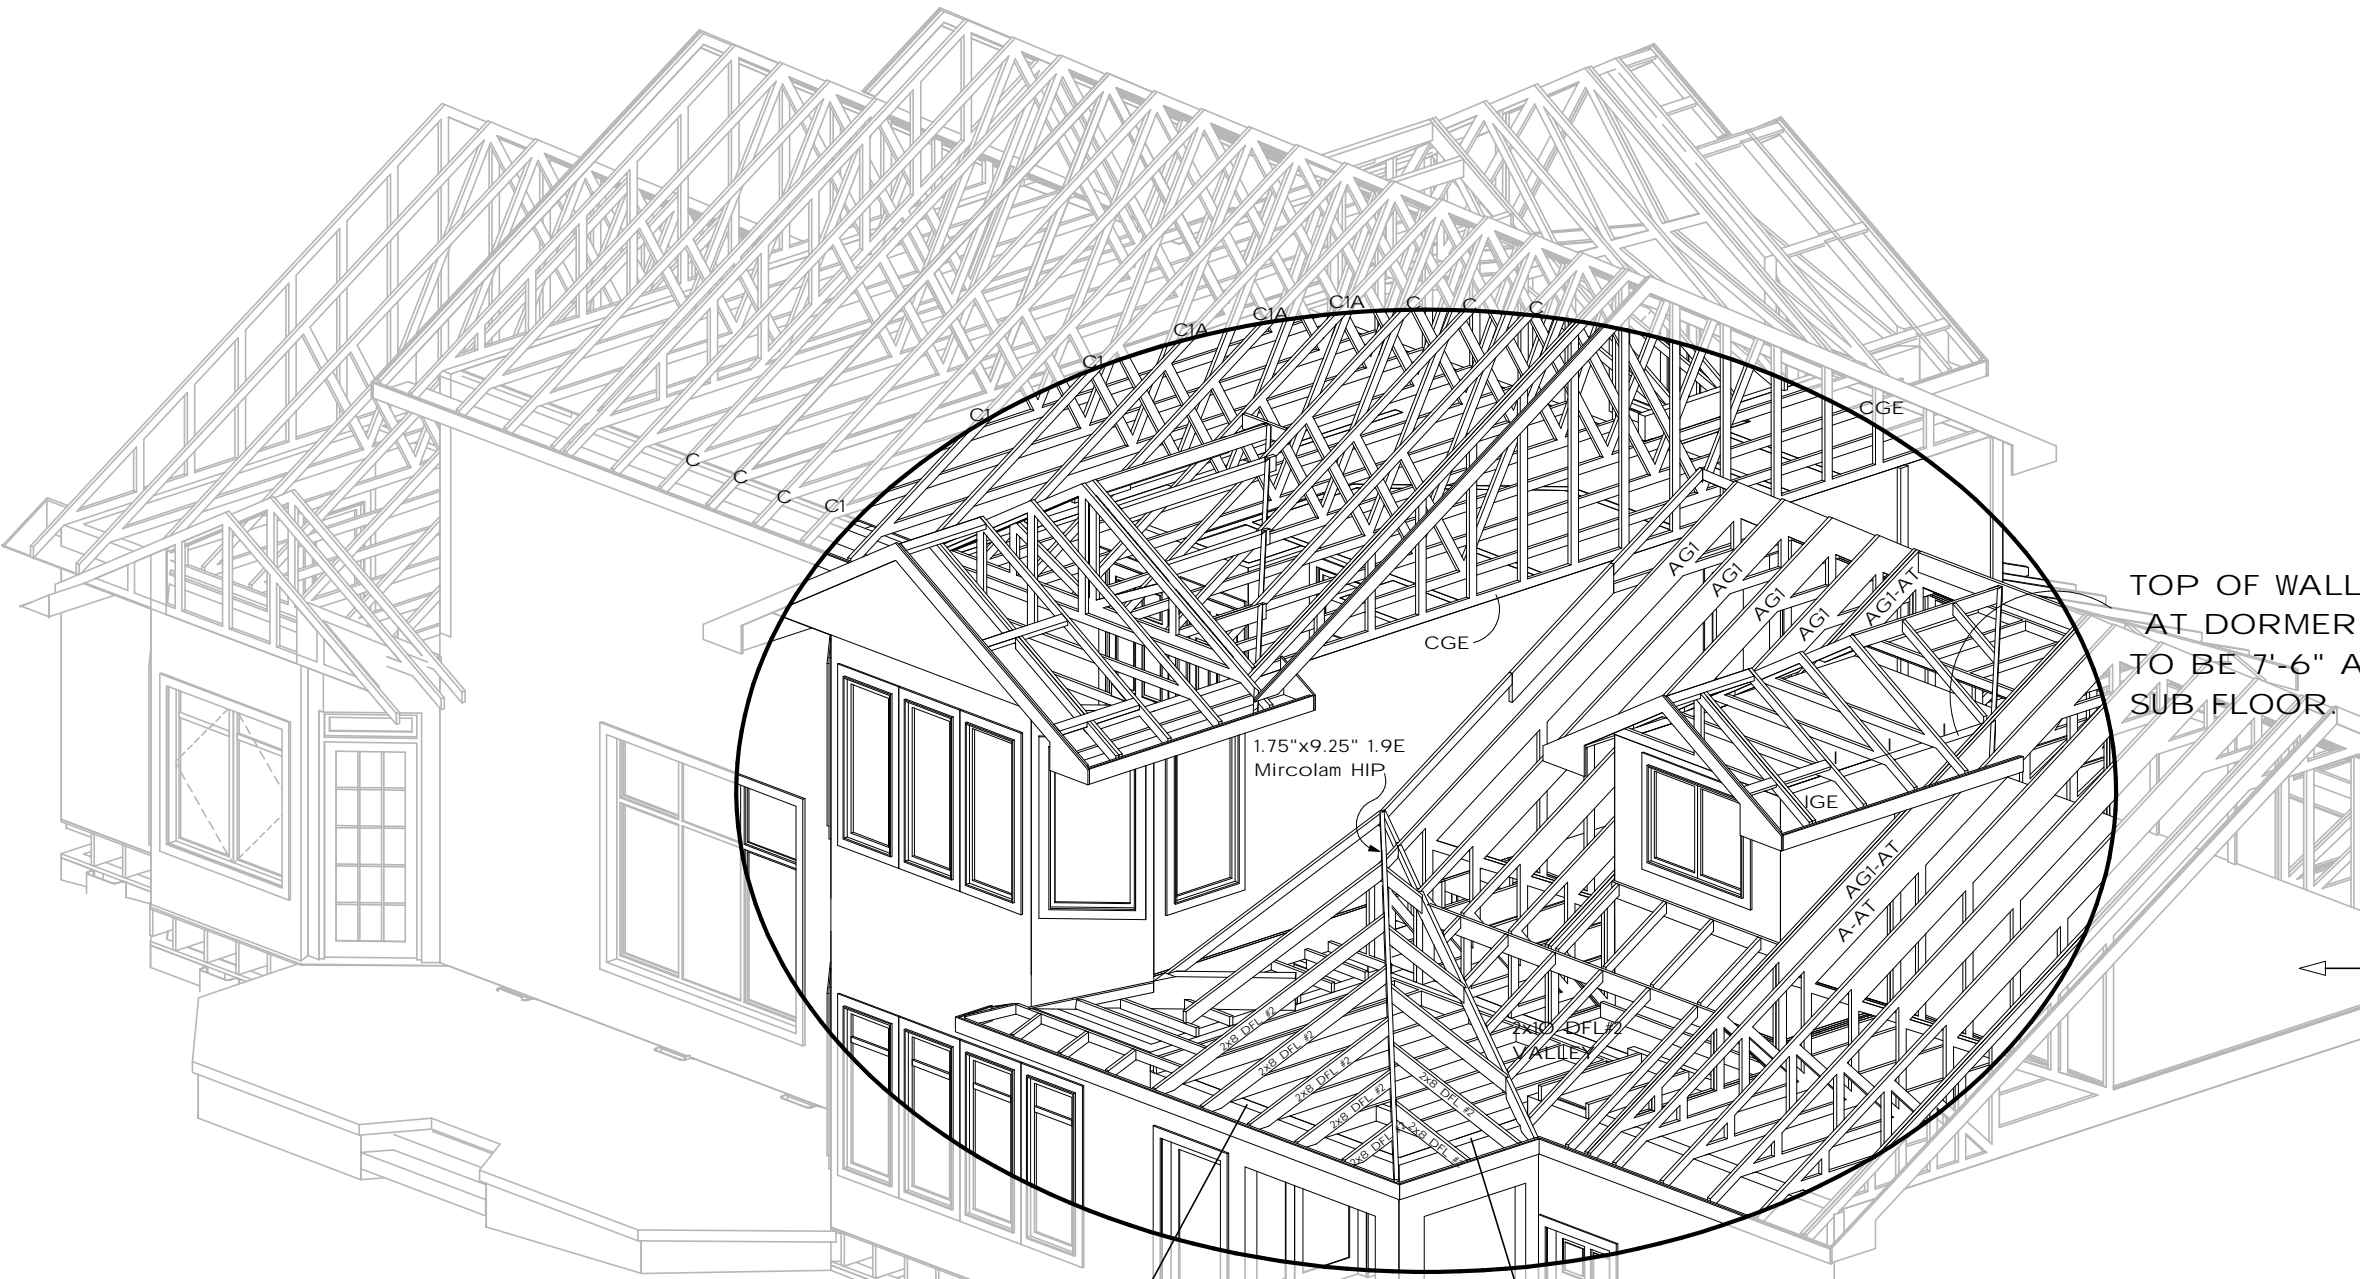 C1A
C
C
C1A
C
C1A
C1
C1
CGE
C
C
C
C1
AG1
AG1
AG1
AG1
AG1-AT
CGE
TOP OF WALL
AT DORMER
TO BE 7'-6" A
SUB FLOOR.
1.75"x9.25" 1.9E
Mircolam HIP
JGE
AG1-AT
A-AT
2x10 DFL#2
VALLEY
2x8 DFL #2
2x8 DFL #2
2x8 DFL #2
2x8 DFL #2
2x8 DFL
2x8 DFL #2
2x8 DFL #2